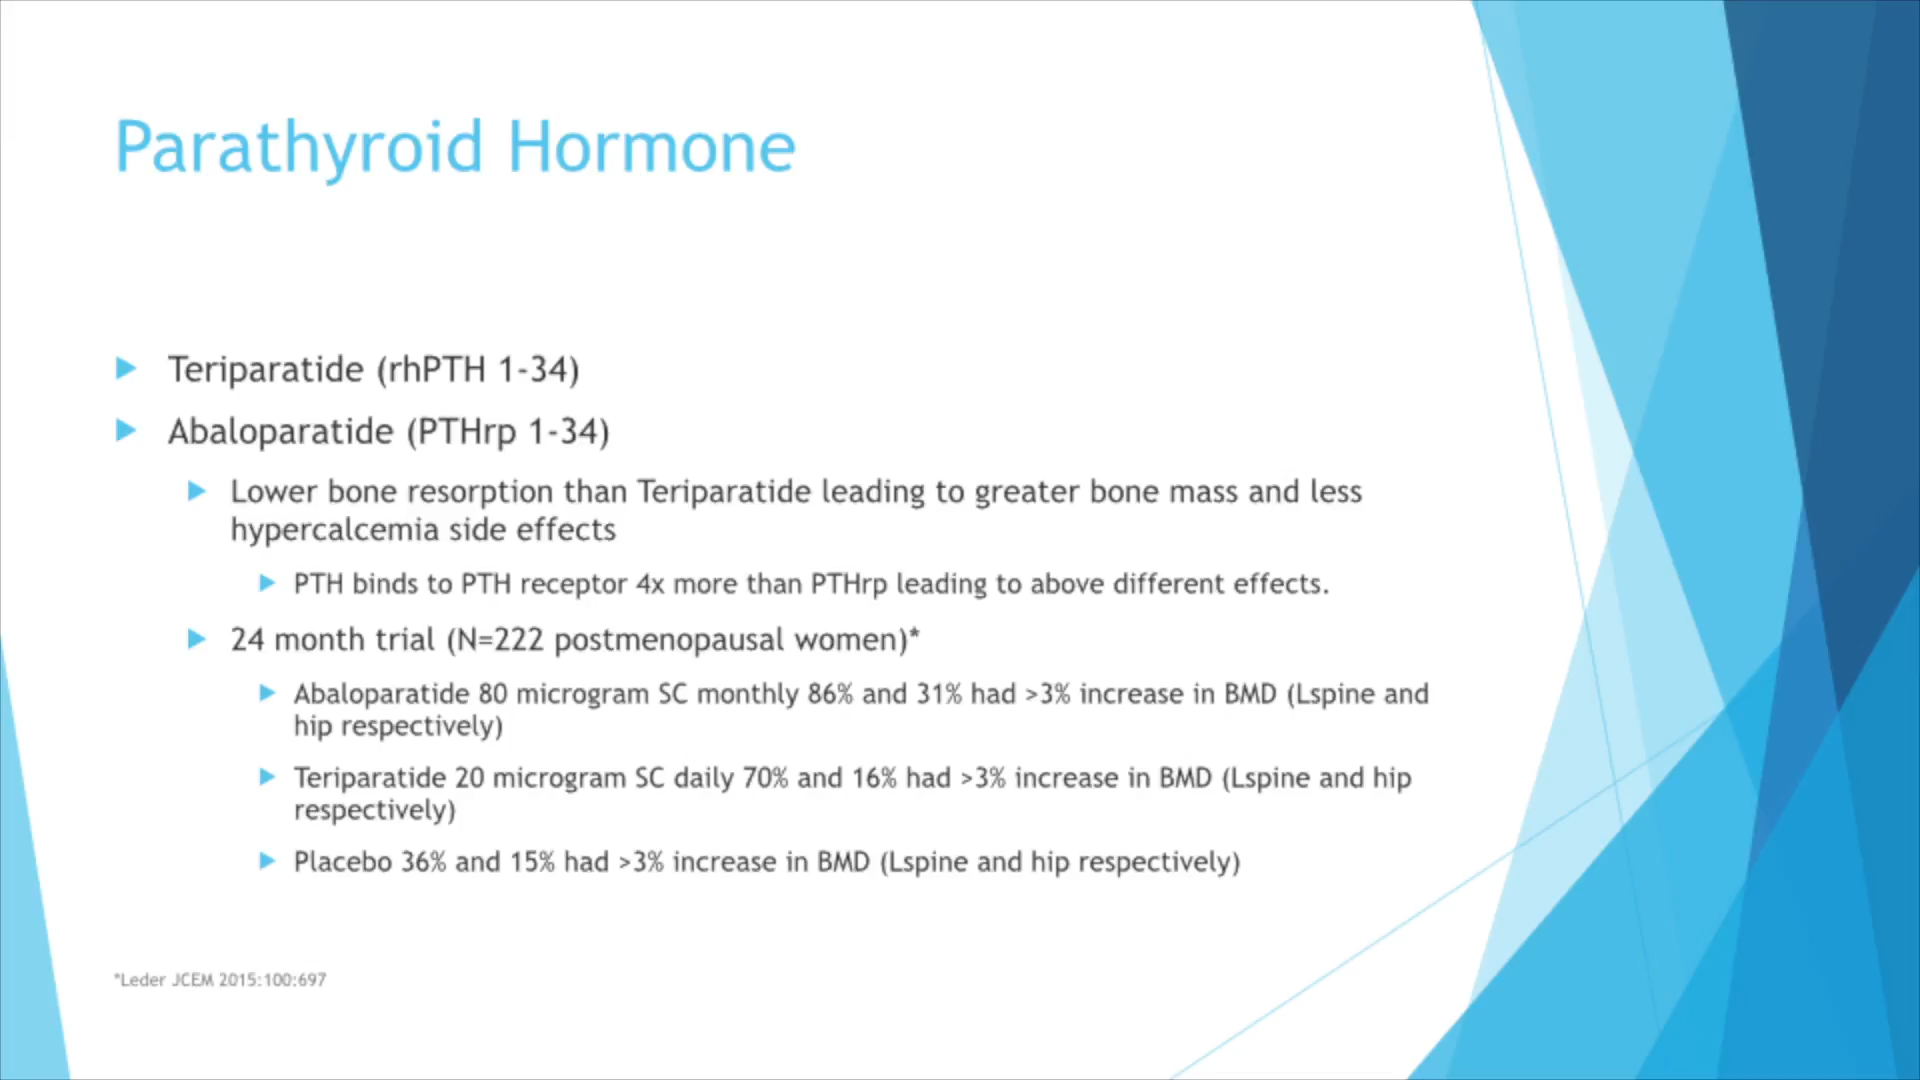 Parathyroid Hormone
Teriparatide (rhPTH 1-34)
Abaloparatide (PTHrp 1-34)
Lower bone resorption than Teriparatide leading to greater bone mass and less
hypercalcemia side effects
PTH binds to PTH receptor 4x more than PTHrp leading to above different effects.
24 month trial (N=222 postmenopausal women)*
Abaloparatide 80 microgram SC monthly 86% and 31% had >3% increase in BMD (Lspine and
hip respectively)
Teriparatide 20 microgram SC daily 70% and 16% had >3% increase in BMD (Lspine and hip
respectively)
Placebo 36% and 15% had >3% increase in BMD (Lspine and hip respectively)
*Leder JCEM 2015:100:697